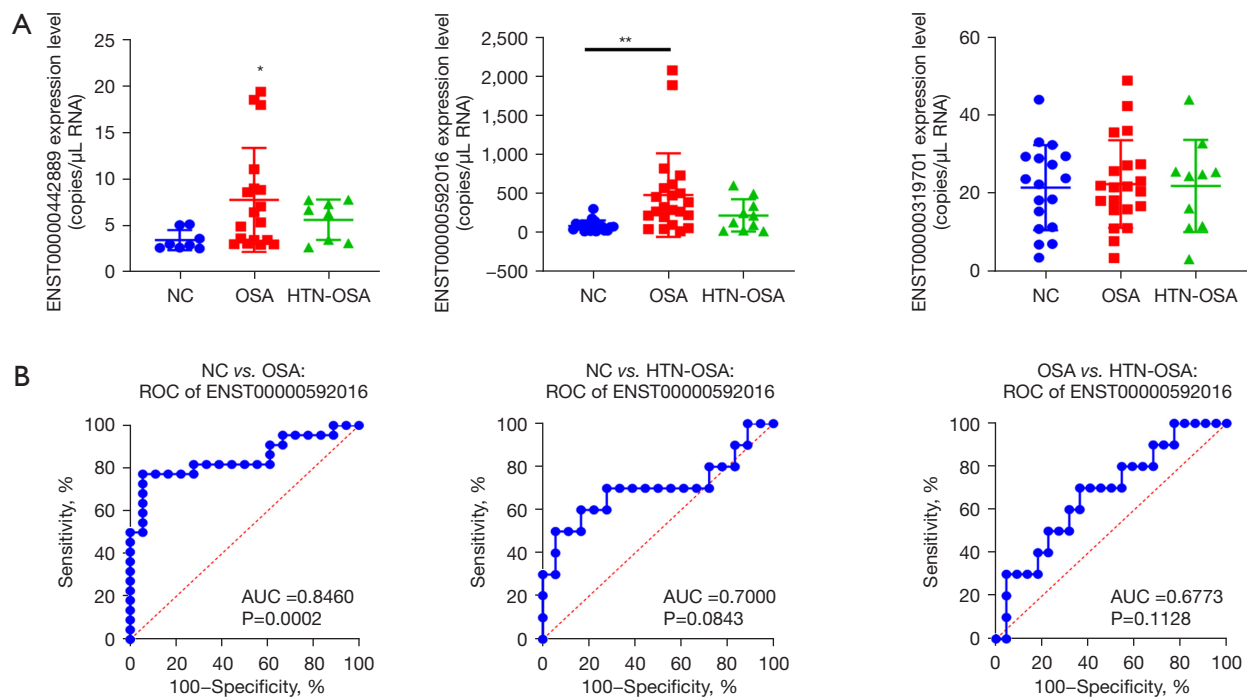 A
ENST00000442889 expression level
(copies/μL RNA)
25
20
15
10
5
0
*
NC
OSA
HTN-OSA
ENST00000592016 expression level
(copies/μL RNA)
2,500
2,000
1,500
1,000
500
0
−500
**
NC
OSA
HTN-OSA
ENST00000319701 expression level
(copies/μL RNA)
60
40
20
0
NC
OSA
HTN-OSA
B
NC vs. OSA:
ROC of ENST00000592016
Sensitivity, %
100
80
60
40
20
0
AUC =0.8460
P=0.0002
0 20 40 60 80 100
100−Specificity, %
NC vs. HTN-OSA:
ROC of ENST00000592016
Sensitivity, %
100
80
60
40
20
0
AUC =0.7000
P=0.0843
0 20 40 60 80 100
100−Specificity, %
OSA vs. HTN-OSA:
ROC of ENST00000592016
Sensitivity, %
100
80
60
40
20
0
AUC =0.6773
P=0.1128
0 20 40 60 80 100
100−Specificity, %